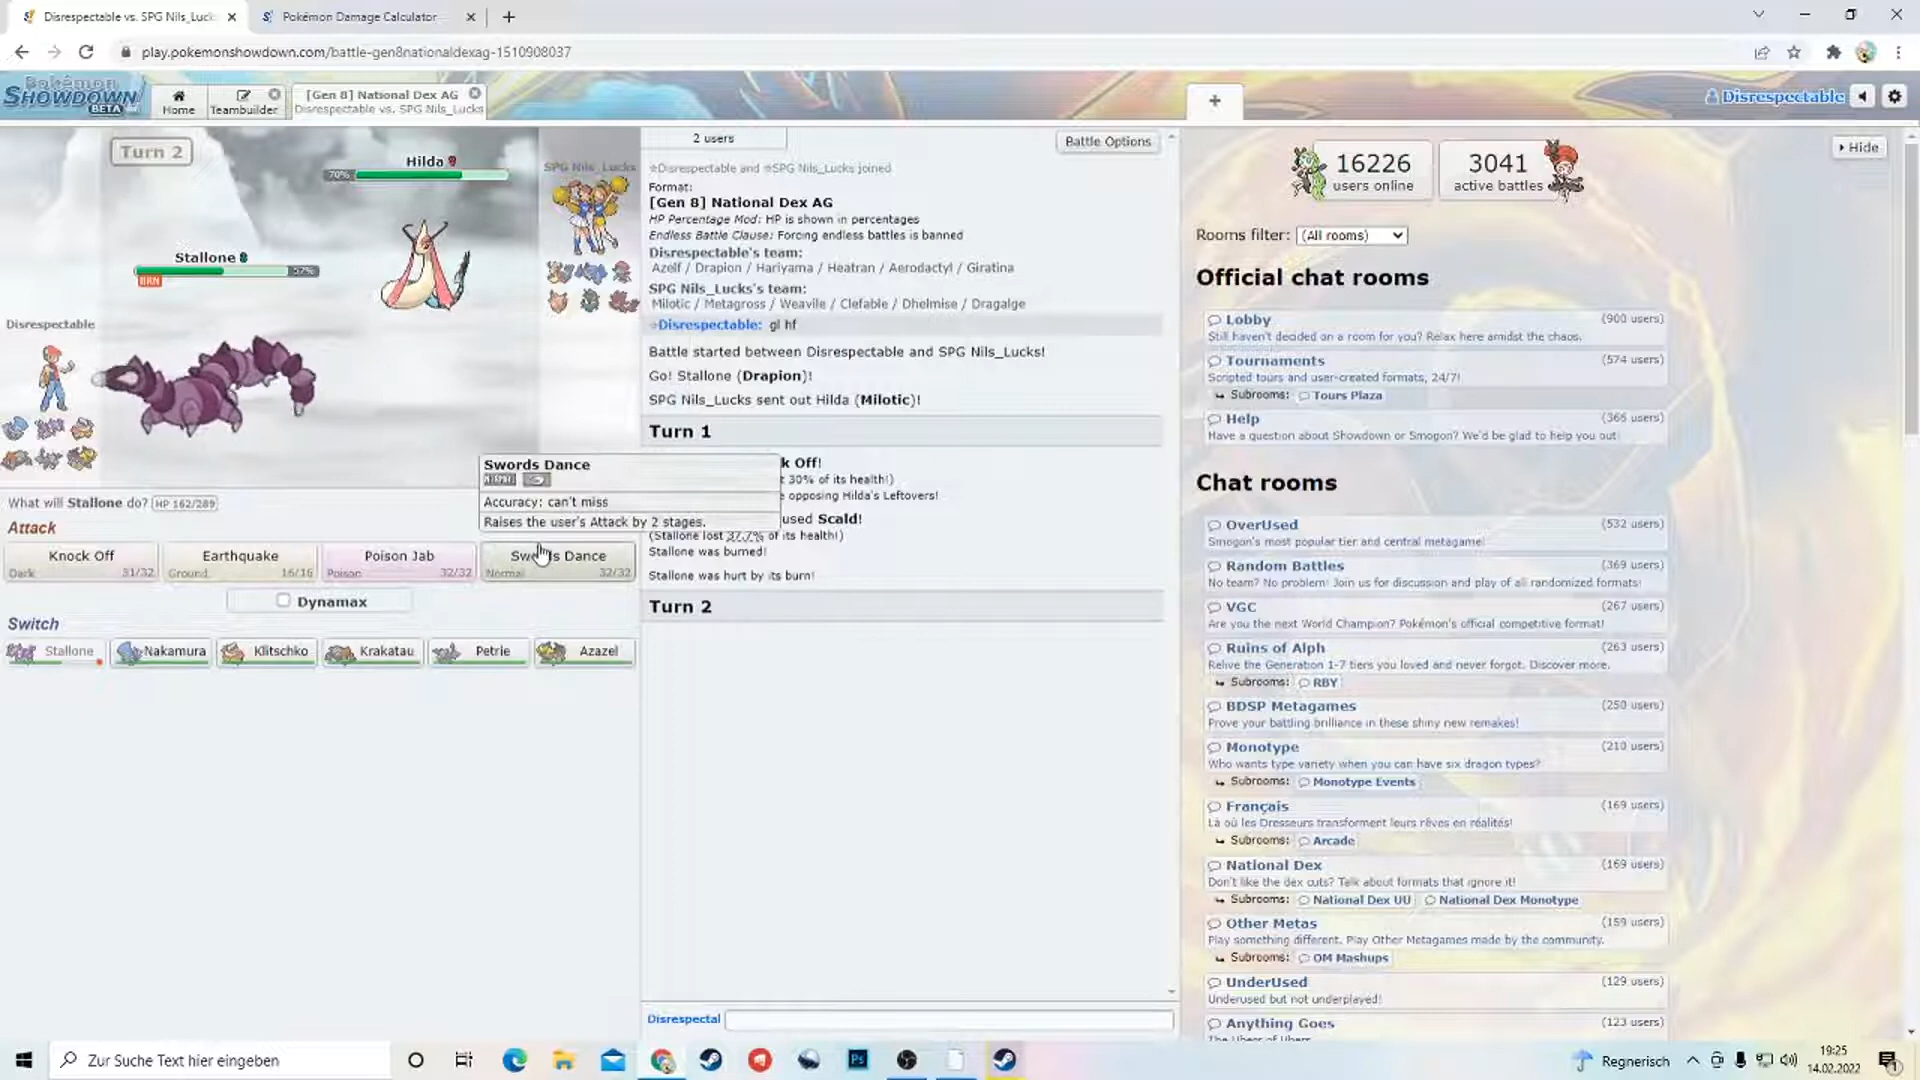 Disrespectable vs. SPG Nils_Luck
Pokémon Damage Calculator
play.pokemonshowdown.com/battle-gen8nationaldexag-1510908037
Pokémon
SHOWDOWN
BETA
Home
Teambuilder
[Gen 8] National Dex AG
Disrespectable vs. SPG Nils_Lucks
Disrespectable
Turn 2
Hilda
70%
Stallone
57%
BRN
SPG Nils_Lucks
Disrespectable
What will Stallone do? HP 162/289
Attack
Knock Off
Dark 31/32
Earthquake
Ground 16/16
Poison Jab
Poison 32/32
Swords Dance
Normal 32/32
Swords Dance
NORMAL
Accuracy: can't miss
Raises the user's Attack by 2 stages.
Dynamax
Switch
Stallone
Nakamura
Klitschko
Krakatau
Petrie
Azazel
2 users
Battle Options
☆Disrespectable and ☆SPG Nils_Lucks joined
Format:
[Gen 8] National Dex AG
HP Percentage Mod: HP is shown in percentages
Endless Battle Clause: Forcing endless battles is banned
Disrespectable's team:
Azelf / Drapion / Hariyama / Heatran / Aerodactyl / Giratina
SPG Nils_Lucks's team:
Milotic / Metagross / Weavile / Clefable / Dhelmise / Dragalge
☆Disrespectable: gl hf
Battle started between Disrespectable and SPG Nils_Lucks!
Go! Stallone (Drapion)!
SPG Nils_Lucks sent out Hilda (Milotic)!
Turn 1
k Off!
t 30% of its health!)
e opposing Hilda's Leftovers!
used Scald!
(Stallone lost 37.7% of its health!)
Stallone was burned!
Stallone was hurt by its burn!
Turn 2
Disrespectal
16226
users online
3041
active battles
Hide
Rooms filter: (All rooms)
Official chat rooms
Lobby (900 users)
Still haven't decided on a room for you? Relax here amidst the chaos.
Tournaments (574 users)
Scripted tours and user-created formats, 24/7!
Subrooms: Tours Plaza
Help (366 users)
Have a question about Showdown or Smogon? We'd be glad to help you out!
Chat rooms
OverUsed (532 users)
Smogon's most popular tier and central metagame!
Random Battles (369 users)
No team? No problem! Join us for discussion and play of all randomized formats!
VGC (267 users)
Are you the next World Champion? Pokémon's official competitive format!
Ruins of Alph (263 users)
Relive the Generation 1-7 tiers you loved and never forgot. Discover more.
Subrooms: RBY
BDSP Metagames (250 users)
Prove your battling brilliance in these shiny new remakes!
Monotype (210 users)
Who wants type variety when you can have six dragon types?
Subrooms: Monotype Events
Français (169 users)
Là où les Dresseurs transforment leurs rêves en réalités!
Subrooms: Arcade
National Dex (169 users)
Don't like the dex cuts? Talk about formats that ignore it!
Subrooms: National Dex UU National Dex Monotype
Other Metas (159 users)
Play something different. Play Other Metagames made by the community.
Subrooms: OM Mashups
UnderUsed (129 users)
Underused but not underplayed!
Anything Goes (123 users)
Zur Suche Text hier eingeben
Ps
Regnerisch
19:25
14.02.2022